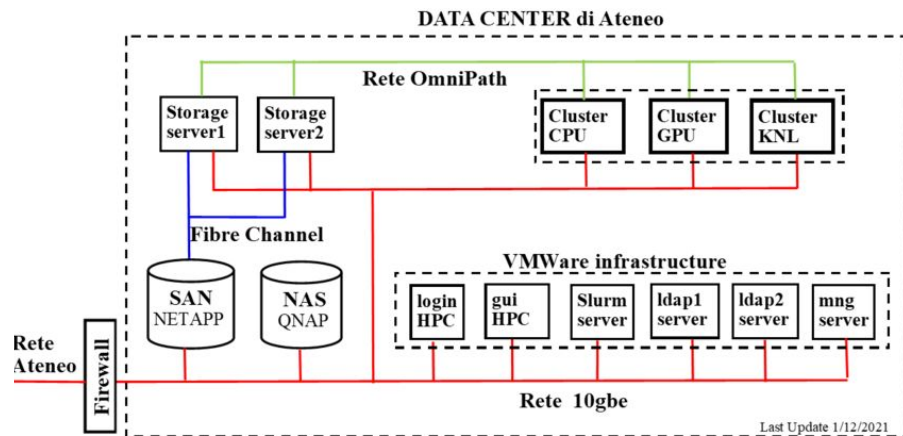 DATA CENTER di Ateneo
Rete OmniPath
Storage
server1
Storage
server2
Cluster
CPU
Cluster
GPU
Cluster
KNL
Fibre Channel
SAN
NETAPP
NAS
QNAP
VMWare infrastructure
login
HPC
gui
HPC
Slurm
server
ldap1
server
ldap2
server
mng
server
Rete
Ateneo
Firewall
Rete 10gbe
Last Update 1/12/2021